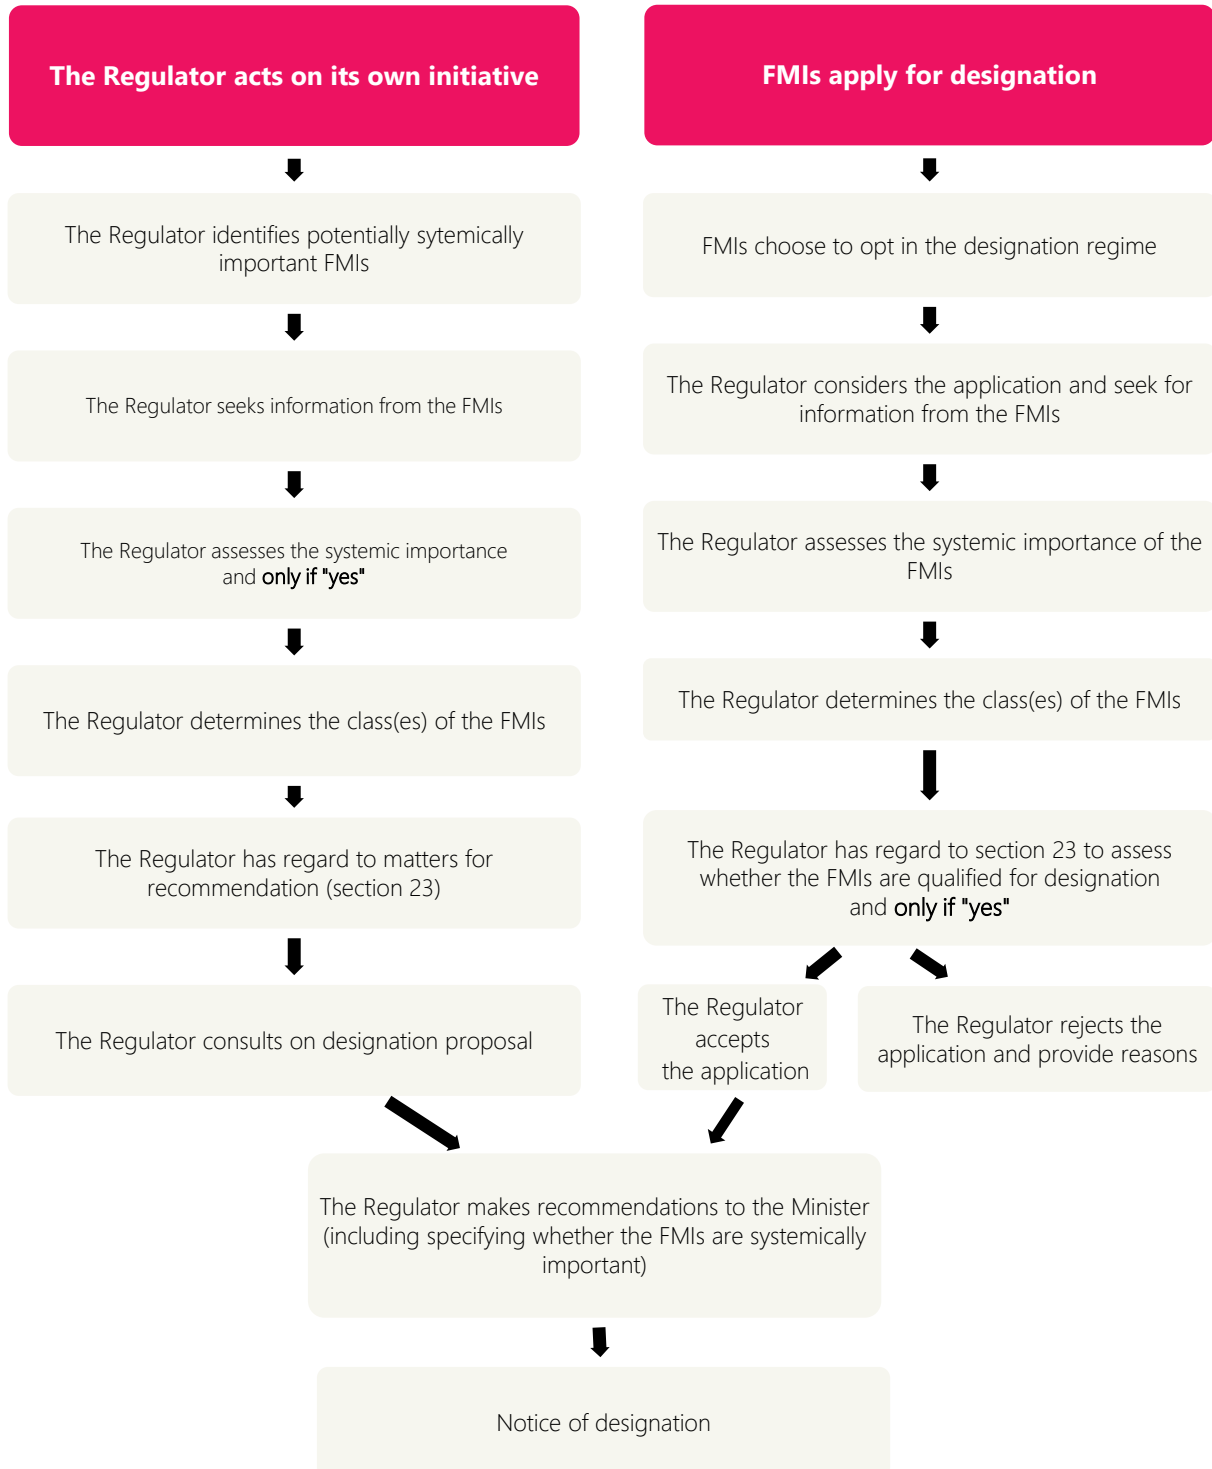 The Regulator acts on its own initiative
The Regulator identifies potentially sytemically
important FMIs
The Regulator seeks information from the FMIs
The Regulator assesses the systemic importance
and only if "yes"
The Regulator determines the class(es) of the FMIs
The Regulator has regard to matters for
recommendation (section 23)
The Regulator consults on designation proposal
FMIs apply for designation
FMIs choose to opt in the designation regime
The Regulator considers the application and seek for
information from the FMIs
The Regulator assesses the systemic importance of the
FMIs
The Regulator determines the class(es) of the FMIs
The Regulator has regard to section 23 to assess
whether the FMIs are qualified for designation
and only if "yes"
The Regulator
accepts
the application
The Regulator rejects the
application and provide reasons
The Regulator makes recommendations to the Minister
(including specifying whether the FMIs are systemically
important)
Notice of designation